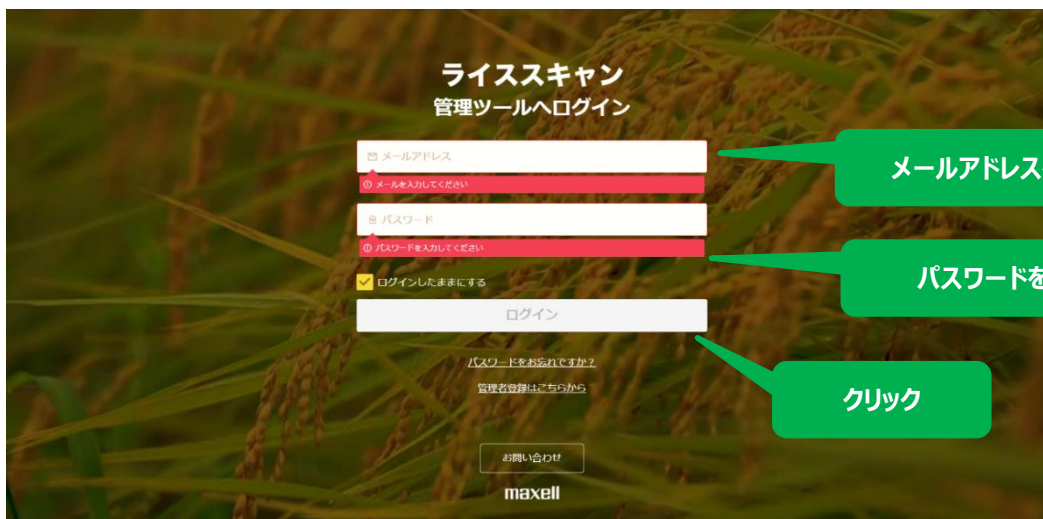 ライススキャン
管理ツールへログイン
メールアドレス
メールを入力してください
パスワード
パスワードを入力してください
ログインしたままにする
ログイン
パスワードをお忘れですか？
管理者登録はこちらから
お問い合わせ
maxell
メールアドレス
パスワードを
クリック